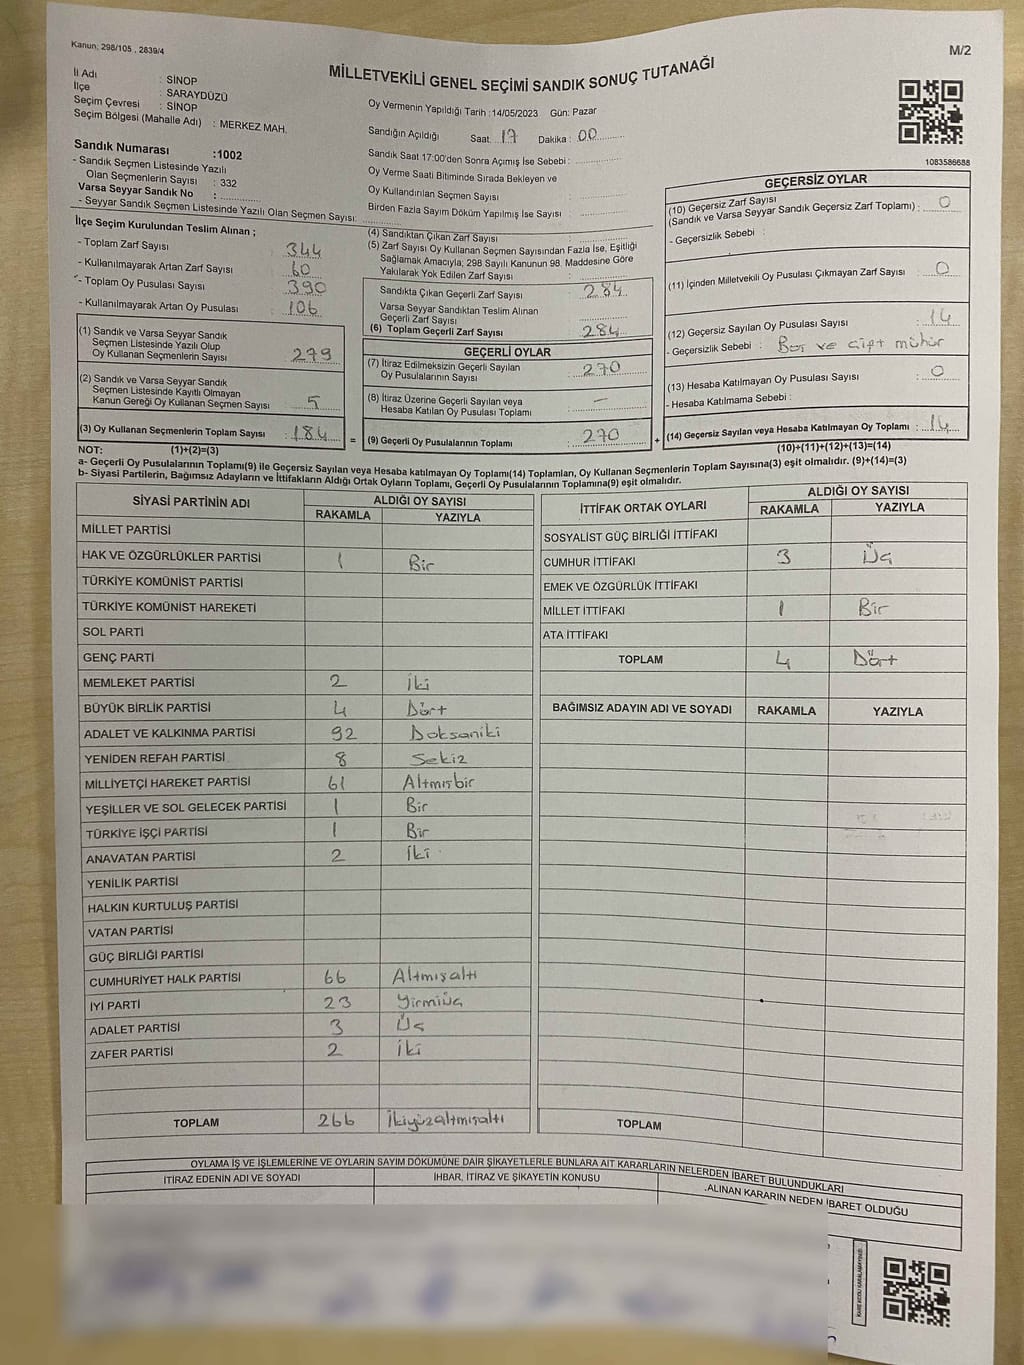 Kanun: 298/105 , 2839/4
M/2
MİLLETVEKİLİ GENEL SEÇİMİ SANDIK SONUÇ TUTANAĞI
İl Adı : SİNOP
İlçe : SARAYDÜZÜ
Seçim Çevresi : SİNOP
Seçim Bölgesi (Mahalle Adı) : MERKEZ MAH.
Sandık Numarası :1002
- Sandık Seçmen Listesinde Yazılı
Olan Seçmenlerin Sayısı : 332
Varsa Seyyar Sandık No :
- Seyyar Sandık Seçmen Listesinde Yazılı Olan Seçmen Sayısı:
Oy Vermenin Yapıldığı Tarih :14/05/2023 Gün: Pazar
Sandığın Açıldığı Saat: 17 Dakika : 00
Sandık Saat 17:00'den Sonra Açımış İse Sebebi :
Oy Verme Saati Bitiminde Sırada Bekleyen ve
Oy Kullandırılan Seçmen Sayısı
Birden Fazla Sayım Döküm Yapılmış İse Sayısı
1083586688
İlçe Seçim Kurulundan Teslim Alınan ;
- Toplam Zarf Sayısı : 344
- Kullanılmayarak Artan Zarf Sayısı : 60
- Toplam Oy Pusulası Sayısı : 390
- Kullanılmayarak Artan Oy Pusulası : 106
(1) Sandık ve Varsa Seyyar Sandık
Seçmen Listesinde Yazılı Olup
Oy Kullanan Seçmenlerin Sayısı : 279
(2) Sandık ve Varsa Seyyar Sandık
Seçmen Listesinde Kayıtlı Olmayan
Kanun Gereği Oy Kullanan Seçmen Sayısı : 5
(3) Oy Kullanan Seçmenlerin Toplam Sayısı : 184
(4) Sandıktan Çıkan Zarf Sayısı :
(5) Zarf Sayısı Oy Kullanan Seçmen Sayısından Fazla İse, Eşitliği
Sağlamak Amacıyla; 298 Sayılı Kanunun 98. Maddesine Göre
Yakılarak Yok Edilen Zarf Sayısı :
Sandıkta Çıkan Geçerli Zarf Sayısı : 284
Varsa Seyyar Sandıktan Teslim Alınan
Geçerli Zarf Sayısı :
(6) Toplam Geçerli Zarf Sayısı : 284
GEÇERLİ OYLAR
(7) İtiraz Edilmeksizin Geçerli Sayılan
Oy Pusulalarının Sayısı : 270
(8) İtiraz Üzerine Geçerli Sayılan veya
Hesaba Katılan Oy Pusulası Toplamı : —
= (9) Geçerli Oy Pusulalarının Toplamı : 270 +
GEÇERSİZ OYLAR
(10) Geçersiz Zarf Sayısı
(Sandık ve Varsa Seyyar Sandık Geçersiz Zarf Toplamı) : 0
- Geçersizlik Sebebi :
(11) İçinden Milletvekili Oy Pusulası Çıkmayan Zarf Sayısı : 0
(12) Geçersiz Sayılan Oy Pusulası Sayısı : 14
- Geçersizlik Sebebi : Boş ve çift mühür
(13) Hesaba Katılmayan Oy Pusulası Sayısı : 0
- Hesaba Katılmama Sebebi :
(14) Geçersiz Sayılan veya Hesaba Katılmayan Oy Toplamı : 14
NOT: (1)+(2)=(3)
(10)+(11)+(12)+(13)=(14)
a- Geçerli Oy Pusulalarının Toplamı(9) ile Geçersiz Sayılan veya Hesaba katılmayan Oy Toplamı(14) Toplamları, Oy Kullanan Seçmenlerin Toplam Sayısına(3) eşit olmalıdır. (9)+(14)=(3)
b- Siyasi Partilerin, Bağımsız Adayların ve İttifakların Aldığı Ortak Oyların Toplamı, Geçerli Oy Pusulalarının Toplamına(9) eşit olmalıdır.
SİYASİ PARTİNİN ADI ALDIĞI OY SAYISI
RAKAMLA YAZIYLA
MİLLET PARTİSİ
HAK VE ÖZGÜRLÜKLER PARTİSİ 1 Bir
TÜRKİYE KOMÜNİST PARTİSİ
TÜRKİYE KOMÜNİST HAREKETİ
SOL PARTİ
GENÇ PARTİ
MEMLEKET PARTİSİ 2 İki
BÜYÜK BİRLİK PARTİSİ 4 Dört
ADALET VE KALKINMA PARTİSİ 92 Doksaniki
YENİDEN REFAH PARTİSİ 8 Sekiz
MİLLİYETÇİ HAREKET PARTİSİ 61 Altmışbir
YEŞİLLER VE SOL GELECEK PARTİSİ 1 Bir
TÜRKİYE İŞÇİ PARTİSİ 1 Bir
ANAVATAN PARTİSİ 2 İki
YENİLİK PARTİSİ
HALKIN KURTULUŞ PARTİSİ
VATAN PARTİSİ
GÜÇ BİRLİĞİ PARTİSİ
CUMHURİYET HALK PARTİSİ 66 Altmışaltı
İYİ PARTİ 23 Yirmiüç
ADALET PARTİSİ 3 Üç
ZAFER PARTİSİ 2 İki
TOPLAM 266 İkiyüzaltmışaltı
İTTİFAK ORTAK OYLARI ALDIĞI OY SAYISI
RAKAMLA YAZIYLA
SOSYALİST GÜÇ BİRLİĞİ İTTİFAKI
CUMHUR İTTİFAKI 3 Üç
EMEK VE ÖZGÜRLÜK İTTİFAKI
MİLLET İTTİFAKI 1 Bir
ATA İTTİFAKI
TOPLAM 4 Dört
BAĞIMSIZ ADAYIN ADI VE SOYADI RAKAMLA YAZIYLA
TOPLAM
OYLAMA İŞ VE İŞLEMLERİNE VE OYLARIN SAYIM DÖKÜMÜNE DAİR ŞİKAYETLERLE BUNLARA AİT KARARLARIN NELERDEN İBARET BULUNDUKLARI
İTİRAZ EDENİN ADI VE SOYADI İHBAR, İTİRAZ VE ŞİKAYETİN KONUSU ALINAN KARARIN NEDEN İBARET OLDUĞU